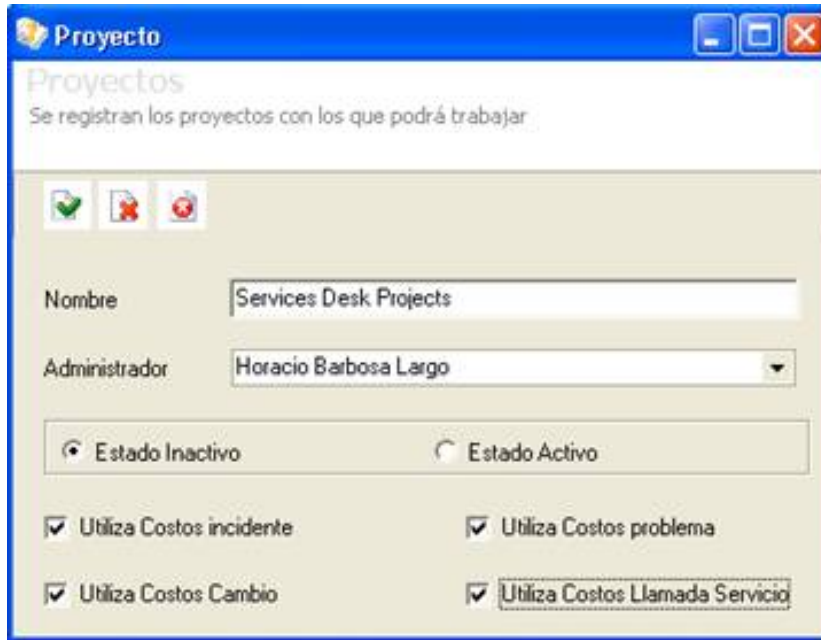 Proyecto
Proyectos
Se registran los proyectos con los que podrá trabajar
Nombre
Services Desk Projects
Administrador
Horacio Barbosa Largo
Estado Inactivo
Estado Activo
Utiliza Costos incidente
Utiliza Costos problema
Utiliza Costos Cambio
Utiliza Costos Llamada Servicio